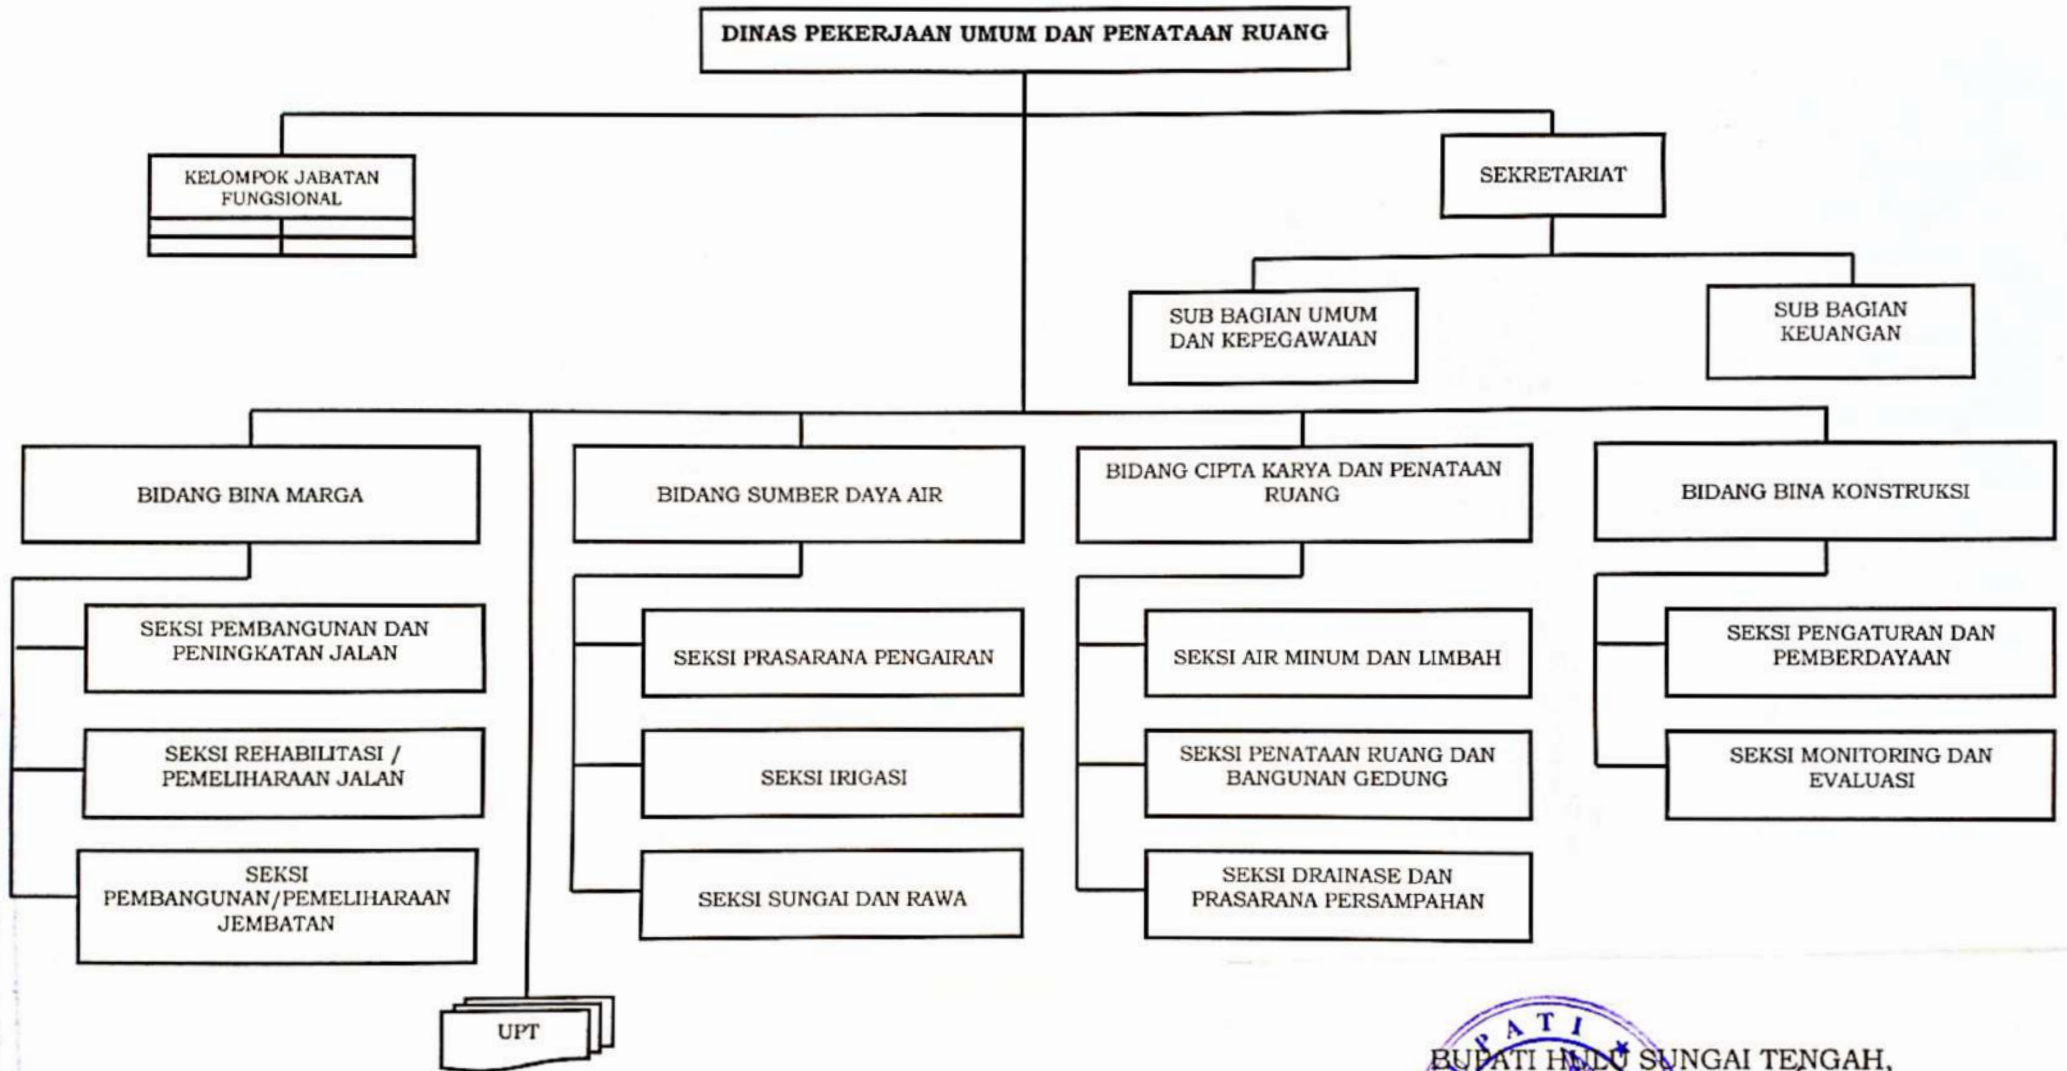 DINAS PEKERJAAN UMUM DAN PENATAAN RUANG
KELOMPOK JABATAN
FUNGSIONAL
SEKRETARIAT
SUB BAGIAN UMUM
DAN KEPEGAWAIAN
SUB BAGIAN
KEUANGAN
BIDANG BINA MARGA
BIDANG SUMBER DAYA AIR
BIDANG CIPTA KARYA DAN PENATAAN
RUANG
BIDANG BINA KONSTRUKSI
SEKSI PEMBANGUNAN DAN
PENINGKATAN JALAN
SEKSI REHABILITASI /
PEMELIHARAAN JALAN
SEKSI
PEMBANGUNAN/PEMELIHARAAN
JEMBATAN
SEKSI PRASARANA PENGAIRAN
SEKSI IRIGASI
SEKSI SUNGAI DAN RAWA
SEKSI AIR MINUM DAN LIMBAH
SEKSI PENATAAN RUANG DAN
BANGUNAN GEDUNG
SEKSI DRAINASE DAN
PRASARANA PERSAMPAHAN
SEKSI PENGATURAN DAN
PEMBERDAYAAN
SEKSI MONITORING DAN
EVALUASI
UPT
BUPATI HULU SUNGAI TENGAH,